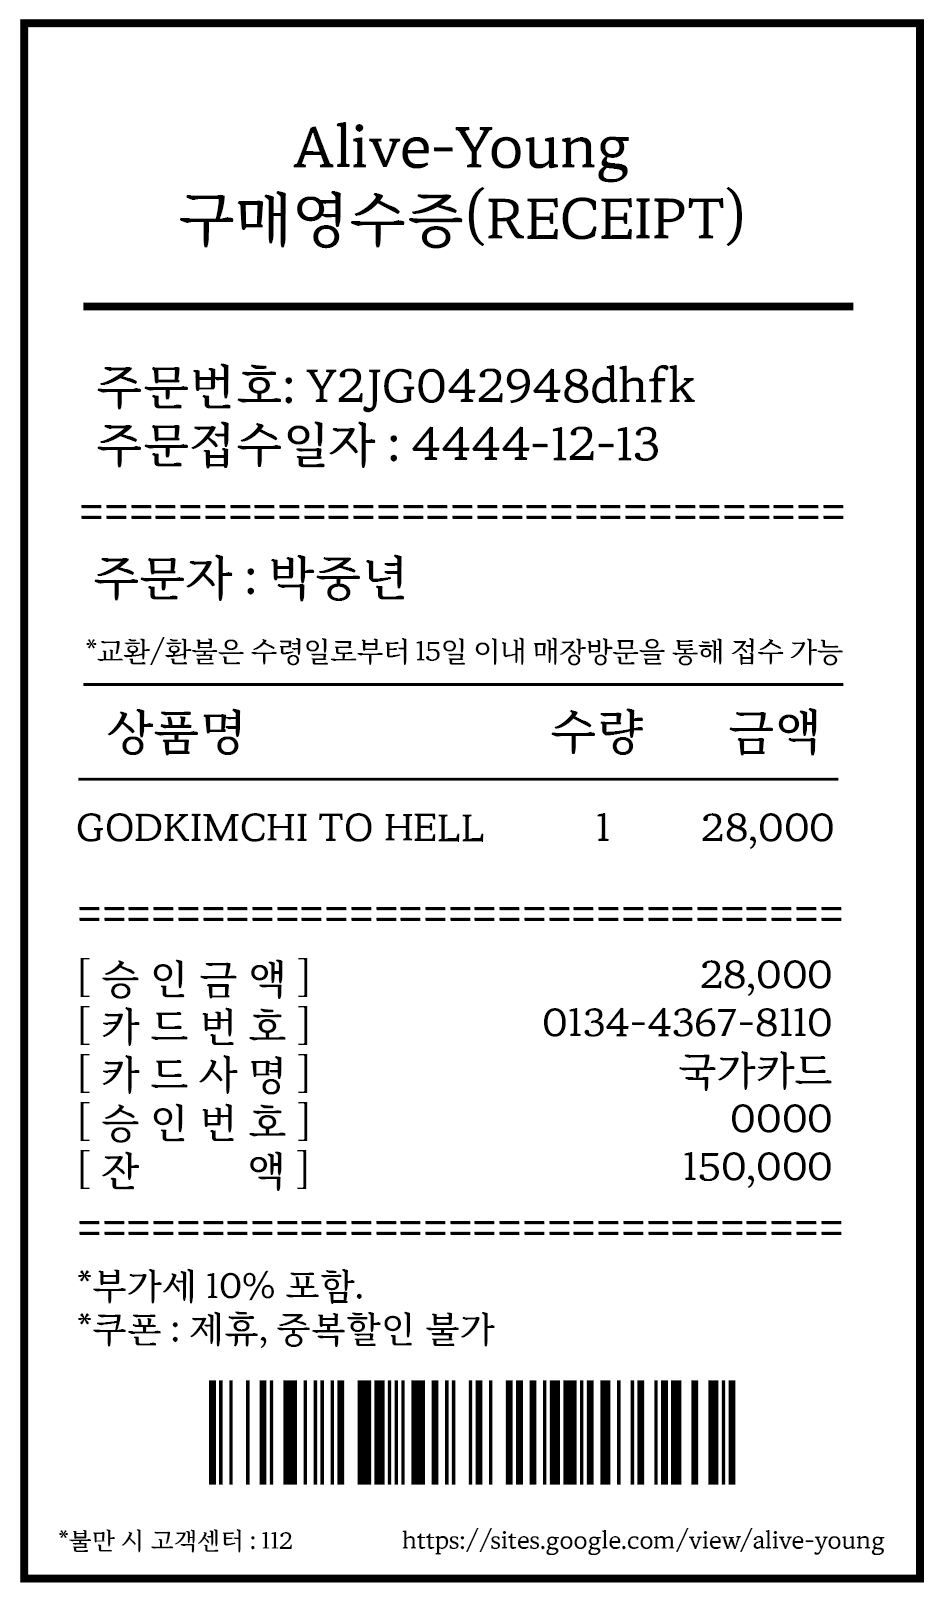 Alive-Young
구매영수증(RECEIPT)
주문번호: Y2JG042948dhfk
주문접수일자 : 4444-12-13
===============================
주문자 : 박중년
*교환/환불은 수령일로부터 15일 이내 매장방문을 통해 접수 가능
상품명 수량 금액
GODKIMCHI TO HELL 1 28,000
===============================
[ 승 인 금 액 ] 28,000
[ 카 드 번 호 ] 0134-4367-8110
[ 카 드 사 명 ] 국가카드
[ 승 인 번 호 ] 0000
[ 잔 액 ] 150,000
===============================
*부가세 10% 포함.
*쿠폰 : 제휴, 중복할인 불가
*불만 시 고객센터 : 112 https://sites.google.com/view/alive-young